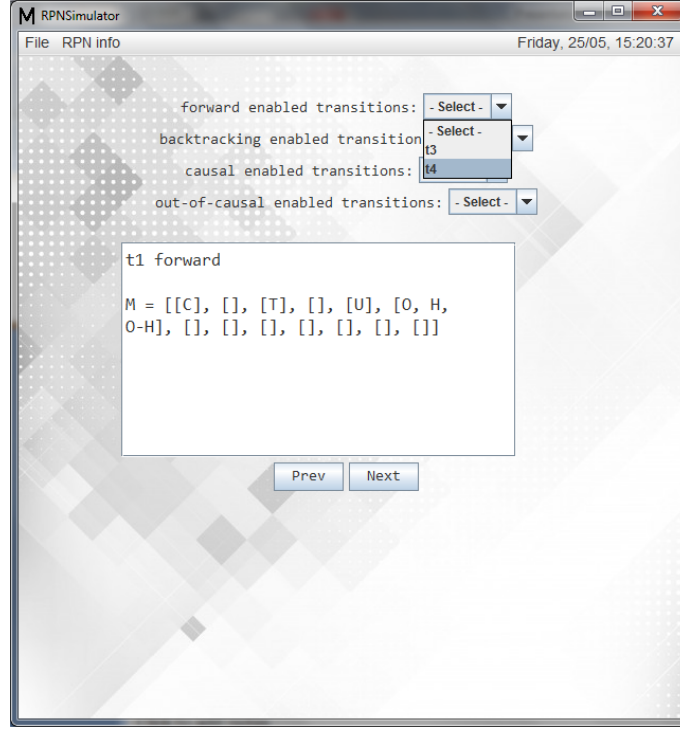 RPNSimulator
File RPN info Friday, 25/05, 15:20:37
forward enabled transitions: - Select -
backtracking enabled transition
- Select -
t3
t4
causal enabled transitions:
out-of-causal enabled transitions: - Select -
t1 forward
M = [[C], [], [T], [], [U], [O, H,
O-H], [], [], [], [], [], [], []]
Prev Next